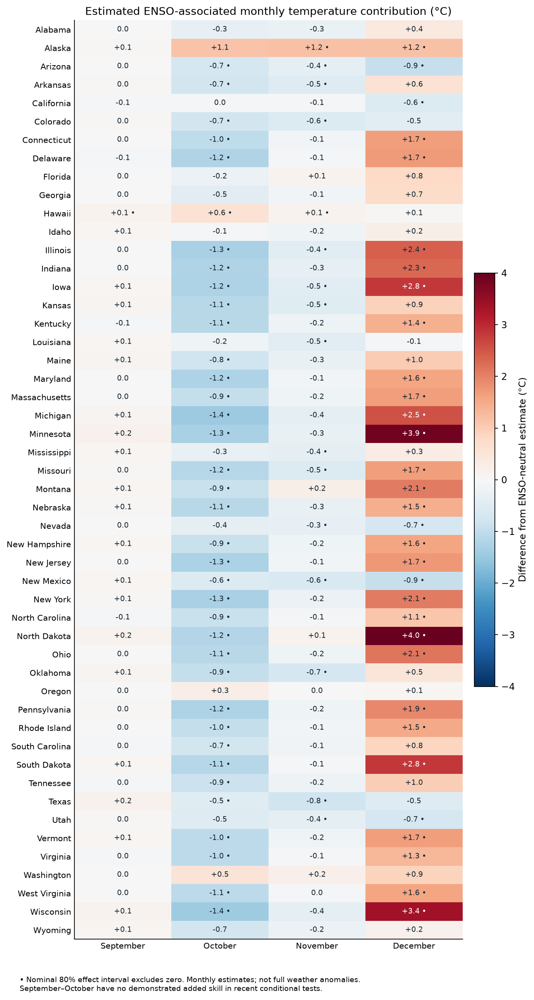 Estimated ENSO-associated monthly temperature contribution (°C)
Alabama 0.0 -0.3 -0.3 +0.4
Alaska +0.1 +1.1 +1.2 • +1.2 •
Arizona 0.0 -0.7 • -0.4 • -0.9 •
Arkansas 0.0 -0.7 • -0.5 • +0.6
California -0.1 0.0 -0.1 -0.6 •
Colorado 0.0 -0.7 • -0.6 • -0.5
Connecticut 0.0 -1.0 • -0.1 +1.7 •
Delaware -0.1 -1.2 • -0.1 +1.7 •
Florida 0.0 -0.2 +0.1 +0.8
Georgia 0.0 -0.5 -0.1 +0.7
Hawaii +0.1 • +0.6 • +0.1 • +0.1
Idaho +0.1 -0.1 -0.2 +0.2
Illinois 0.0 -1.3 • -0.4 • +2.4 •
Indiana 0.0 -1.2 • -0.3 +2.3 •
Iowa +0.1 -1.2 • -0.5 • +2.8 •
Kansas +0.1 -1.1 • -0.5 • +0.9
Kentucky -0.1 -1.1 • -0.2 +1.4 •
Louisiana +0.1 -0.2 -0.5 • -0.1
Maine +0.1 -0.8 • -0.3 +1.0
Maryland 0.0 -1.2 • -0.1 +1.6 •
Massachusetts 0.0 -0.9 • -0.2 +1.7 •
Michigan +0.1 -1.4 • -0.4 +2.5 •
Minnesota +0.2 -1.3 • -0.3 +3.9 •
Mississippi +0.1 -0.3 -0.4 • +0.3
Missouri 0.0 -1.2 • -0.5 • +1.7 •
Montana +0.1 -0.9 • +0.2 +2.1 •
Nebraska +0.1 -1.1 • -0.3 +1.5 •
Nevada 0.0 -0.4 -0.3 • -0.7 •
New Hampshire +0.1 -0.9 • -0.2 +1.6 •
New Jersey 0.0 -1.3 • -0.1 +1.7 •
New Mexico +0.1 -0.6 • -0.6 • -0.9 •
New York +0.1 -1.3 • -0.2 +2.1 •
North Carolina -0.1 -0.9 • -0.1 +1.1 •
North Dakota +0.2 -1.2 • +0.1 +4.0 •
Ohio 0.0 -1.1 • -0.2 +2.1 •
Oklahoma +0.1 -0.9 • -0.7 • +0.5
Oregon 0.0 +0.3 0.0 +0.1
Pennsylvania 0.0 -1.2 • -0.2 +1.9 •
Rhode Island 0.0 -1.0 • -0.1 +1.5 •
South Carolina 0.0 -0.7 • -0.1 +0.8
South Dakota +0.1 -1.1 • -0.1 +2.8 •
Tennessee 0.0 -0.9 • -0.2 +1.0
Texas +0.2 -0.5 • -0.8 • -0.5
Utah 0.0 -0.5 -0.4 • -0.7 •
Vermont +0.1 -1.0 • -0.2 +1.7 •
Virginia 0.0 -1.0 • -0.1 +1.3 •
Washington 0.0 +0.5 +0.2 +0.9
West Virginia 0.0 -1.1 • 0.0 +1.6 •
Wisconsin +0.1 -1.4 • -0.4 +3.4 •
Wyoming +0.1 -0.7 -0.2 +0.2
September October November December
4
3
2
1
0
−1
−2
−3
−4
Difference from ENSO-neutral estimate (°C)
• Nominal 80% effect interval excludes zero. Monthly estimates; not full weather anomalies.
September–October have no demonstrated added skill in recent conditional tests.